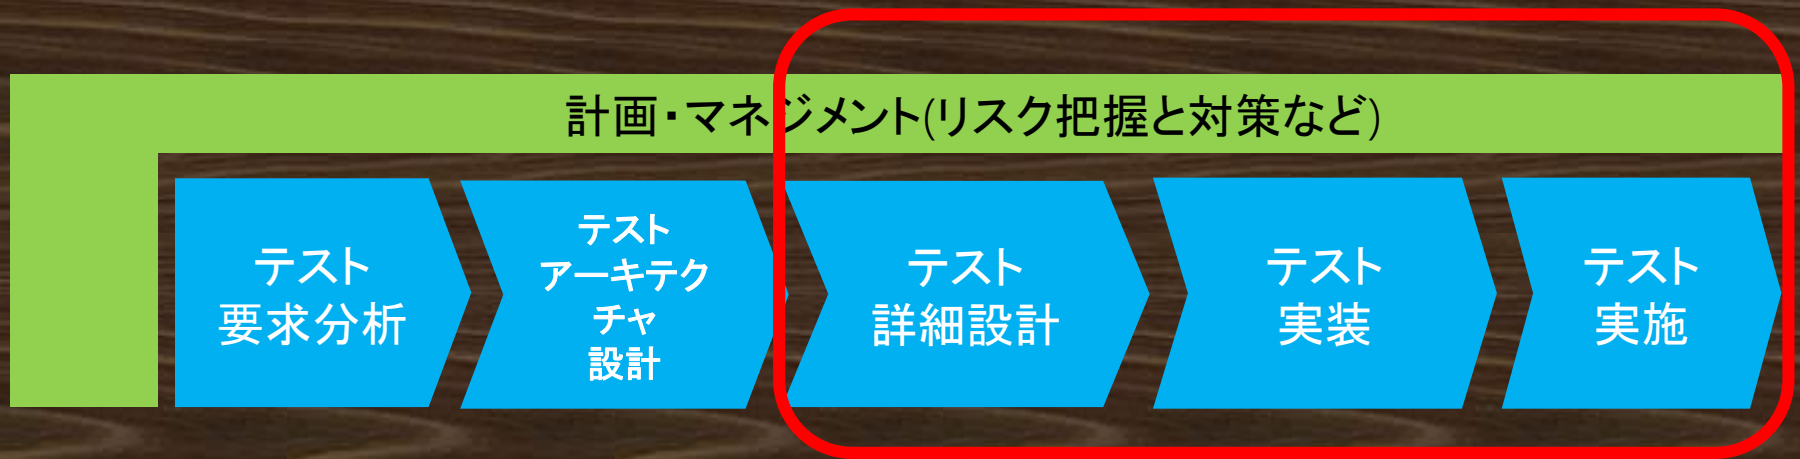 計画・マネジメント(リスク把握と対策など)
テスト
要求分析
テスト
アーキテク
チャ
設計
テスト
詳細設計
テスト
実装
テスト
実施